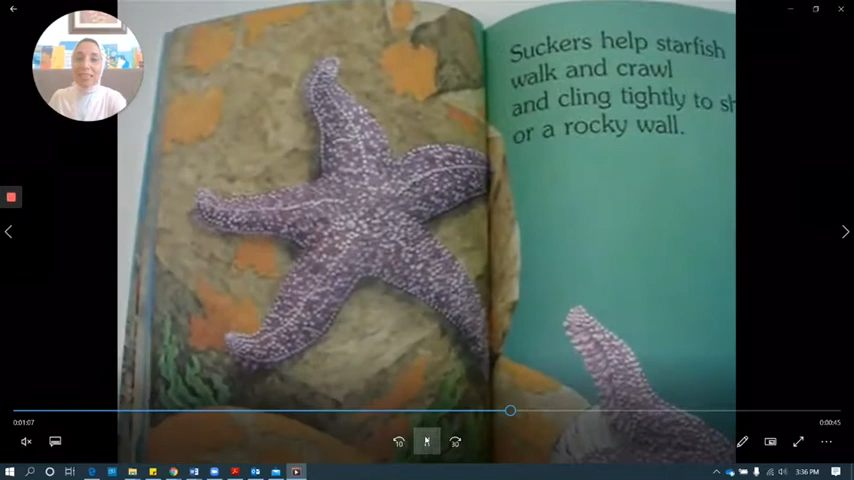 Suckers help starfish
walk and crawl
and cling tightly to sh
or a rocky wall.
0:01:07
0:00:45
10
30
3:36 PM